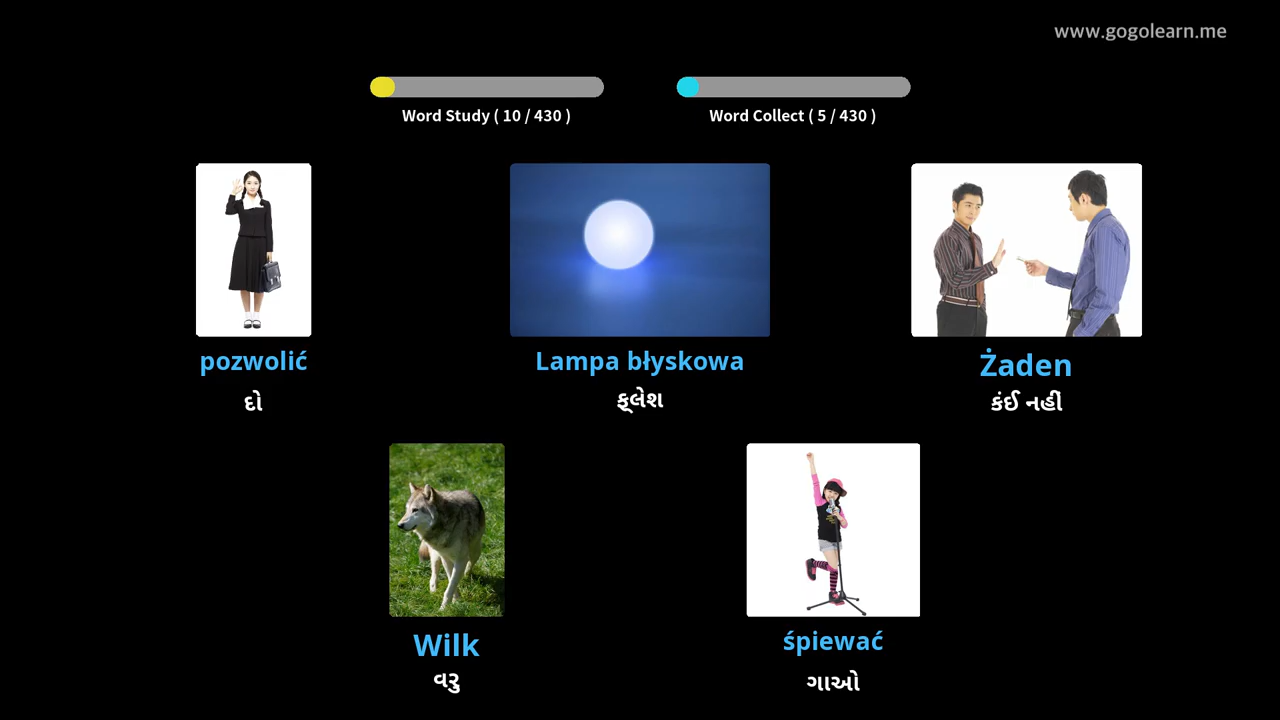 www.gogolearn.me
Word Study ( 10 / 430 )
Word Collect ( 5 / 430 )
pozwolić
Lampa błyskowa
Żaden
દો
ફ્લેશ
કંઈ નહીં
Wilk
śpiewać
વરુ
ગાઓ